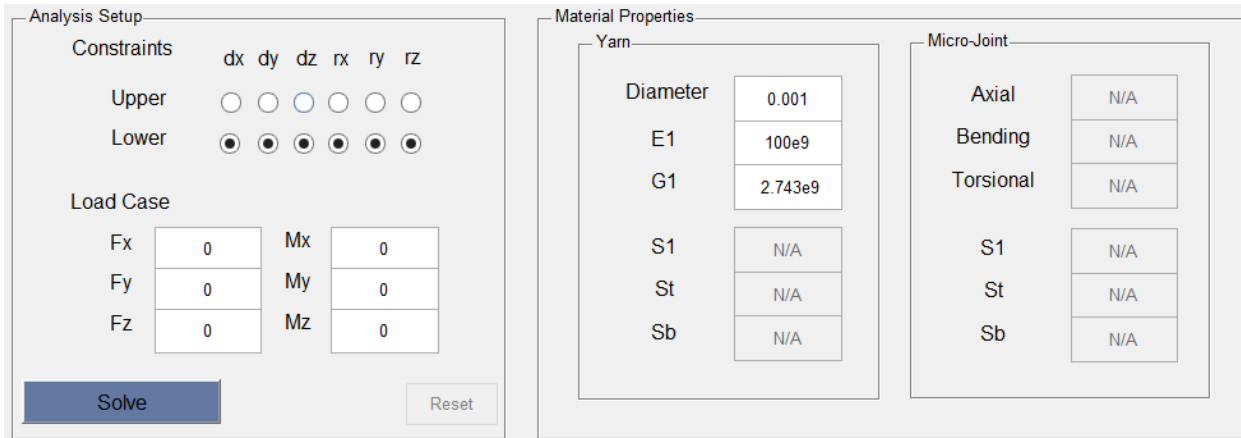 Analysis Setup
Constraints
dx dy dz rx ry rz
Upper
Lower
Load Case
Fx 0 Mx 0
Fy 0 My 0
Fz 0 Mz 0
Solve
Reset
Material Properties
Yarn
Diameter 0.001
E1 100e9
G1 2.743e9
S1 N/A
St N/A
Sb N/A
Micro-Joint
Axial N/A
Bending N/A
Torsional N/A
S1 N/A
St N/A
Sb N/A